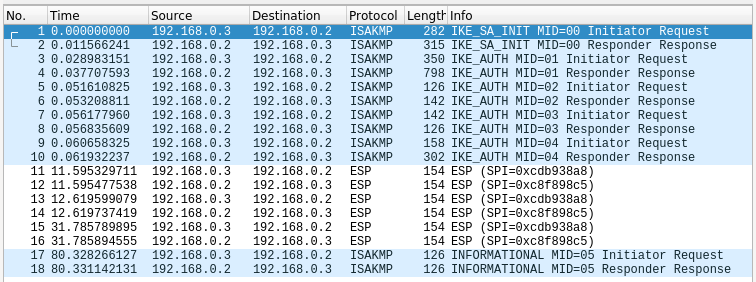 No. Time Source Destination Protocol Length Info
1 0.000000000 192.168.0.3 192.168.0.2 ISAKMP 282 IKE_SA_INIT MID=00 Initiator Request
2 0.011566241 192.168.0.2 192.168.0.3 ISAKMP 315 IKE_SA_INIT MID=00 Responder Response
3 0.028983151 192.168.0.3 192.168.0.2 ISAKMP 350 IKE_AUTH MID=01 Initiator Request
4 0.037707593 192.168.0.2 192.168.0.3 ISAKMP 798 IKE_AUTH MID=01 Responder Response
5 0.051610825 192.168.0.3 192.168.0.2 ISAKMP 126 IKE_AUTH MID=02 Initiator Request
6 0.053208811 192.168.0.2 192.168.0.3 ISAKMP 142 IKE_AUTH MID=02 Responder Response
7 0.056177960 192.168.0.3 192.168.0.2 ISAKMP 142 IKE_AUTH MID=03 Initiator Request
8 0.056835609 192.168.0.2 192.168.0.3 ISAKMP 126 IKE_AUTH MID=03 Responder Response
9 0.060658325 192.168.0.3 192.168.0.2 ISAKMP 158 IKE_AUTH MID=04 Initiator Request
10 0.061932237 192.168.0.2 192.168.0.3 ISAKMP 302 IKE_AUTH MID=04 Responder Response
11 11.595329711 192.168.0.3 192.168.0.2 ESP 154 ESP (SPI=0xcdb938a8)
12 11.595477538 192.168.0.2 192.168.0.3 ESP 154 ESP (SPI=0xc8f898c5)
13 12.619599079 192.168.0.3 192.168.0.2 ESP 154 ESP (SPI=0xcdb938a8)
14 12.619737419 192.168.0.2 192.168.0.3 ESP 154 ESP (SPI=0xc8f898c5)
15 31.785789895 192.168.0.3 192.168.0.2 ESP 154 ESP (SPI=0xcdb938a8)
16 31.785894555 192.168.0.2 192.168.0.3 ESP 154 ESP (SPI=0xc8f898c5)
17 80.328266127 192.168.0.3 192.168.0.2 ISAKMP 126 INFORMATIONAL MID=05 Initiator Request
18 80.331142131 192.168.0.2 192.168.0.3 ISAKMP 126 INFORMATIONAL MID=05 Responder Response